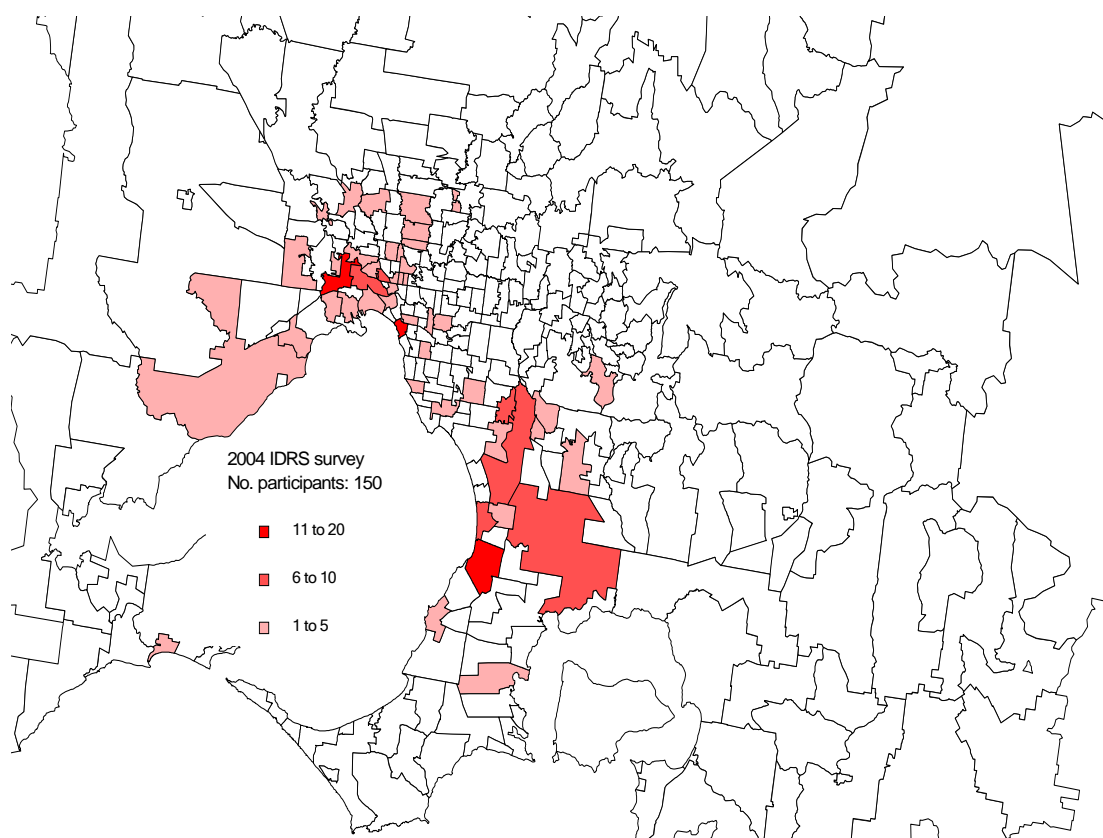 2004 IDRS survey
No. participants: 150
11 to 20
6 to 10
1 to 5